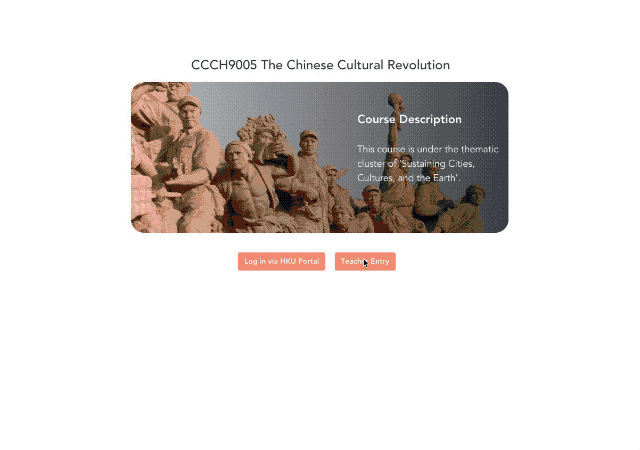 CCCH9005 The Chinese Cultural Revolution
Course Description
This course is under the thematic
cluster of 'Sustaining Cities,
Cultures, and the Earth'.
Log in via HKU Portal
Teacher Entry